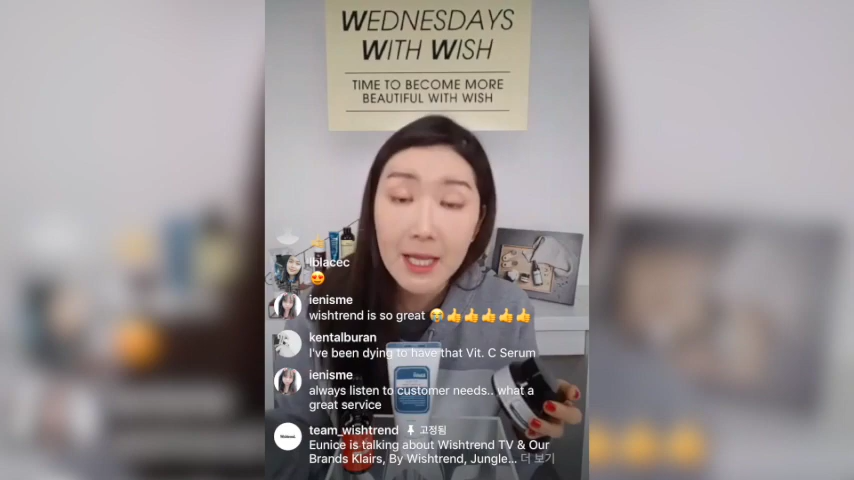 WEDNESDAYS
WITH WISH
TIME TO BECOME MORE
BEAUTIFUL WITH WISH
iblacec
😍
ienisme
wishtrend is so great 😭👍👍👍👍👍
kentalburan
I've been dying to have that Vit. C Serum
ienisme
always listen to customer needs.. what a
great service
team_wishtrend 고정됨
Eunice is talking about Wishtrend TV & Our
Brands Klairs, By Wishtrend, Jungle... 더 보기